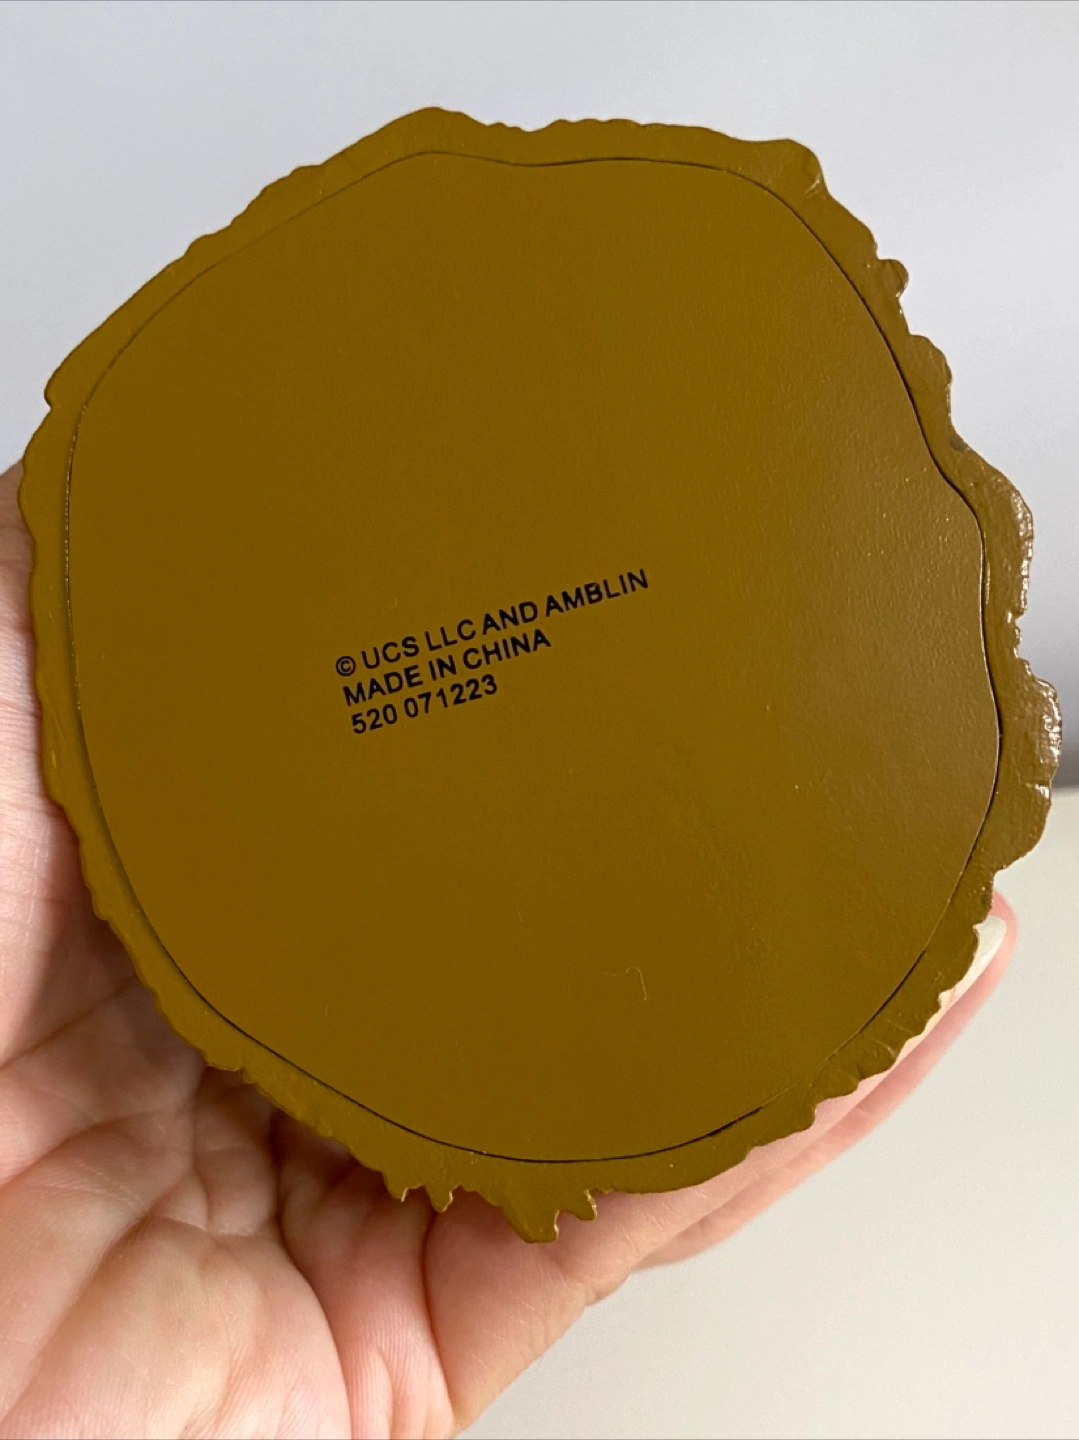 © UCS LLC AND AMBLIN
MADE IN CHINA
520 071223